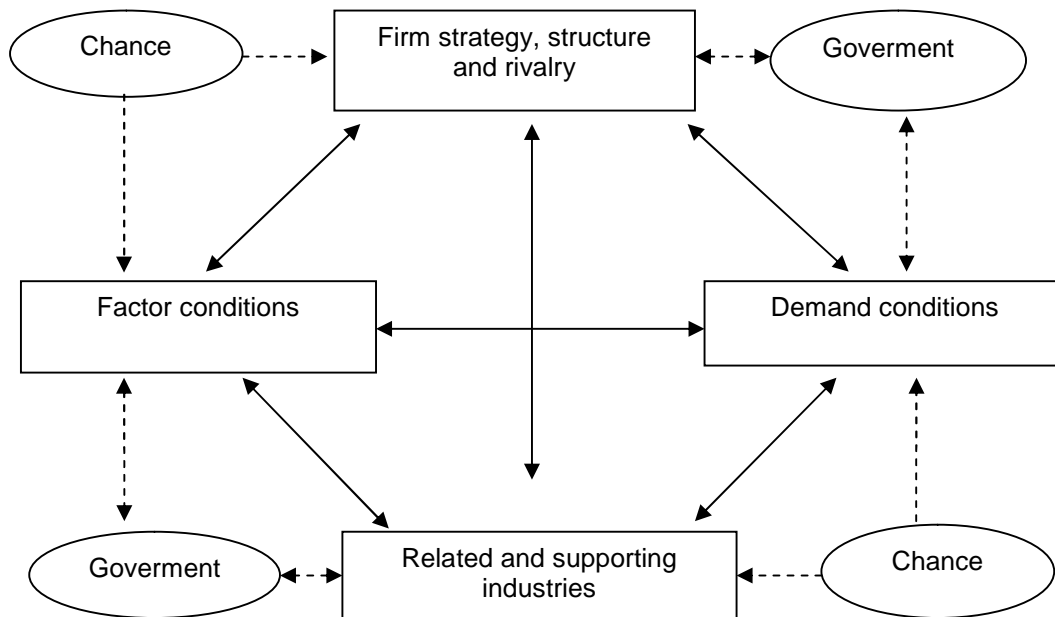 Chance
Firm strategy, structure
and rivalry
Goverment
Factor conditions
Demand conditions
Goverment
Related and supporting
industries
Chance